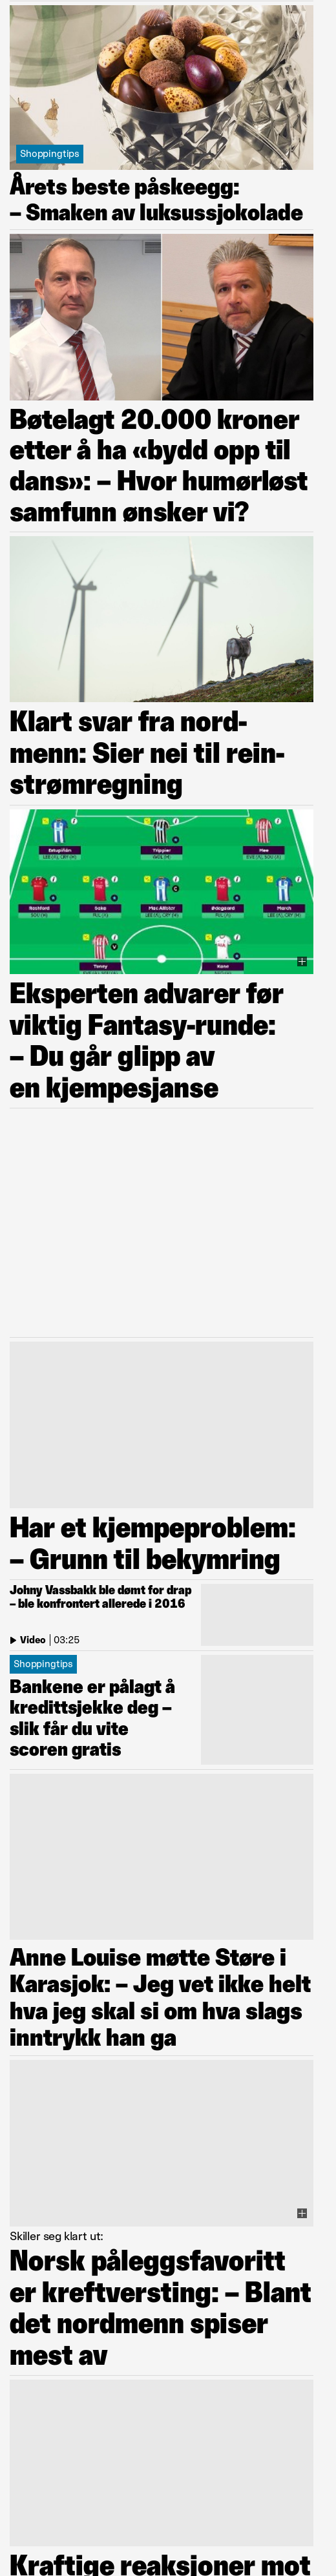 Shoppingtips
Årets beste påskeegg:
– Smaken av luksussjokolade
Bøtelagt 20.000 kroner
etter å ha «bydd opp til
dans»: – Hvor humørløst
samfunn ønsker vi?
Klart svar fra nord-
menn: Sier nei til rein-
strømregning
Estupiñán
Trippier
Mee
Rashford
Saka
Mac Allister
Ødegaard
March
Toney
Kane
Eksperten advarer før
viktig Fantasy-runde:
– Du går glipp av
en kjempesjanse
Har et kjempeproblem:
– Grunn til bekymring
Johny Vassbakk ble dømt for drap
– ble konfrontert allerede i 2016
Video | 03:25
Shoppingtips
Bankene er pålagt å
kredittsjekke deg –
slik får du vite
scoren gratis
Anne Louise møtte Støre i
Karasjok: – Jeg vet ikke helt
hva jeg skal si om hva slags
inntrykk han ga
Skiller seg klart ut:
Norsk påleggsfavoritt
er kreftversting: – Blant
det nordmenn spiser
mest av
Kraftige reaksjoner mot